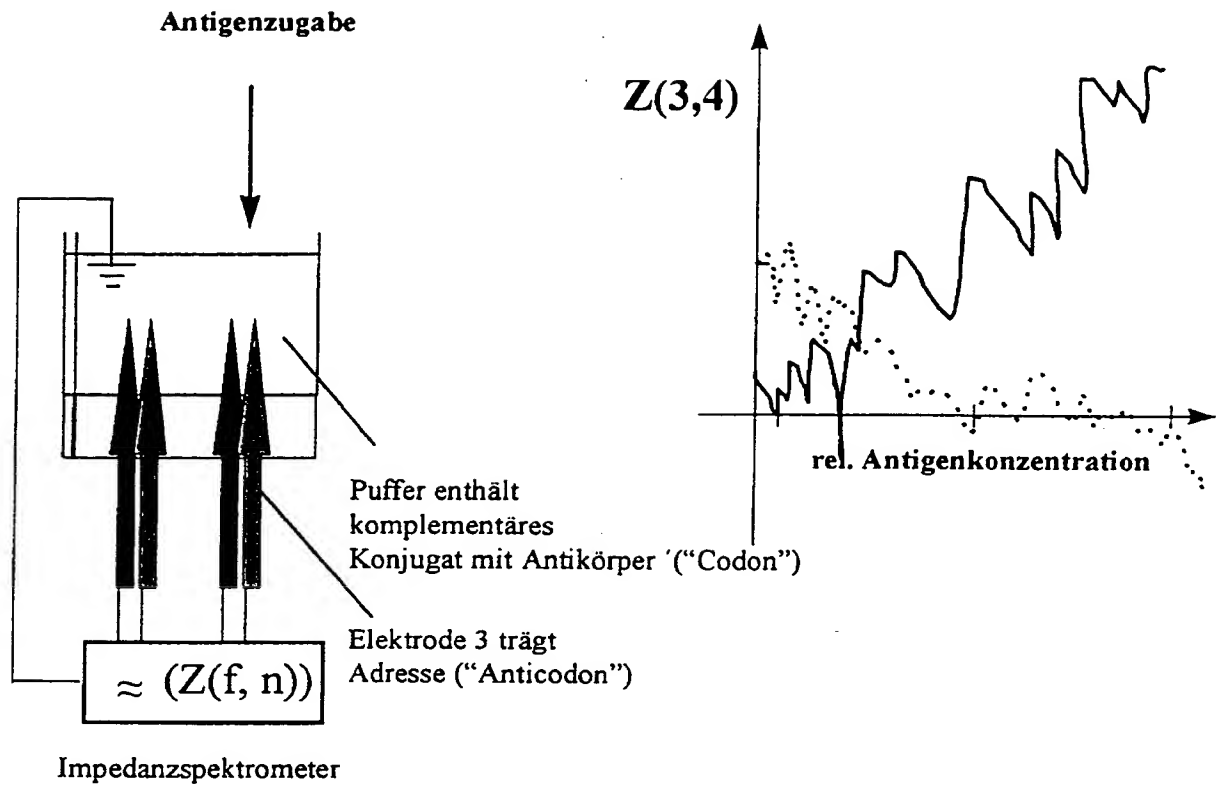 Antigenzugabe
Z(3,4)
rel. Antigenkonzentration
Puffer enthält
komplementäres
Konjugat mit Antikörper ("Codon")
Elektrode 3 trägt
Adresse ("Anticodon")
≈ (Z(f, n))
Impedanzspektrometer